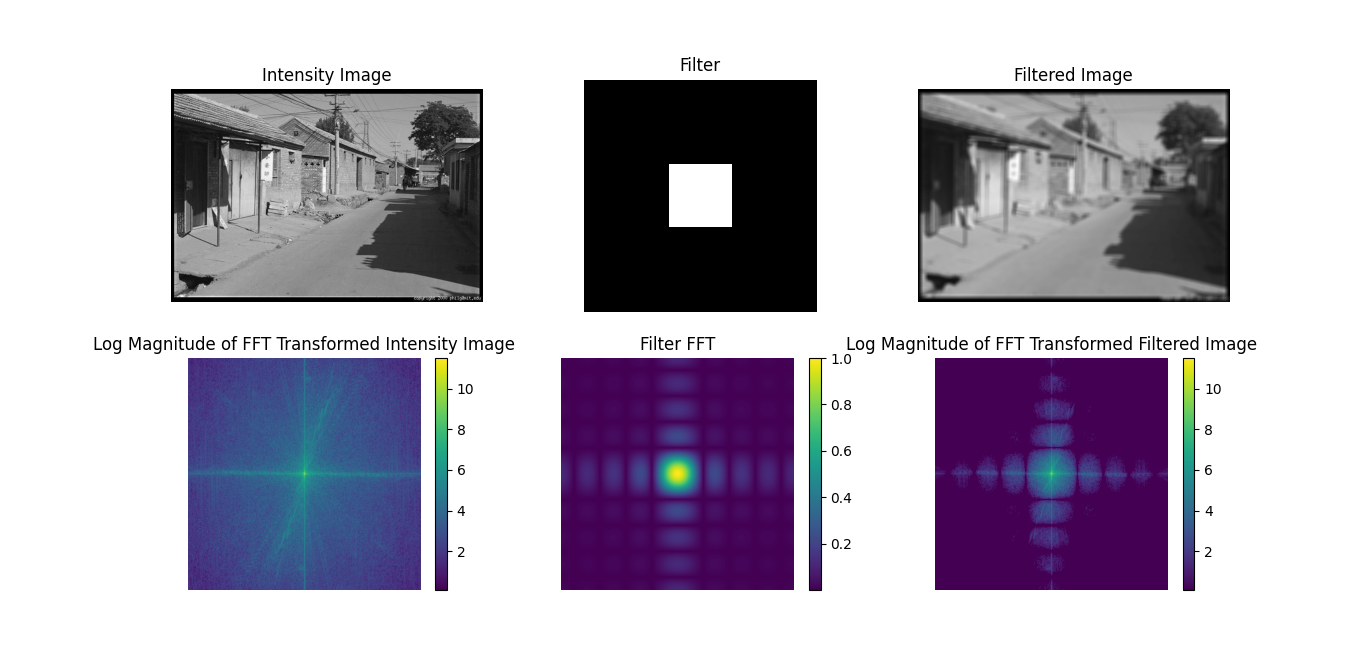 Intensity Image
Filter
Filtered Image
Log Magnitude of FFT Transformed Intensity Image
10
8
6
4
2
Filter FFT
1.0
0.8
0.6
0.4
0.2
Log Magnitude of FFT Transformed Filtered Image
10
8
6
4
2